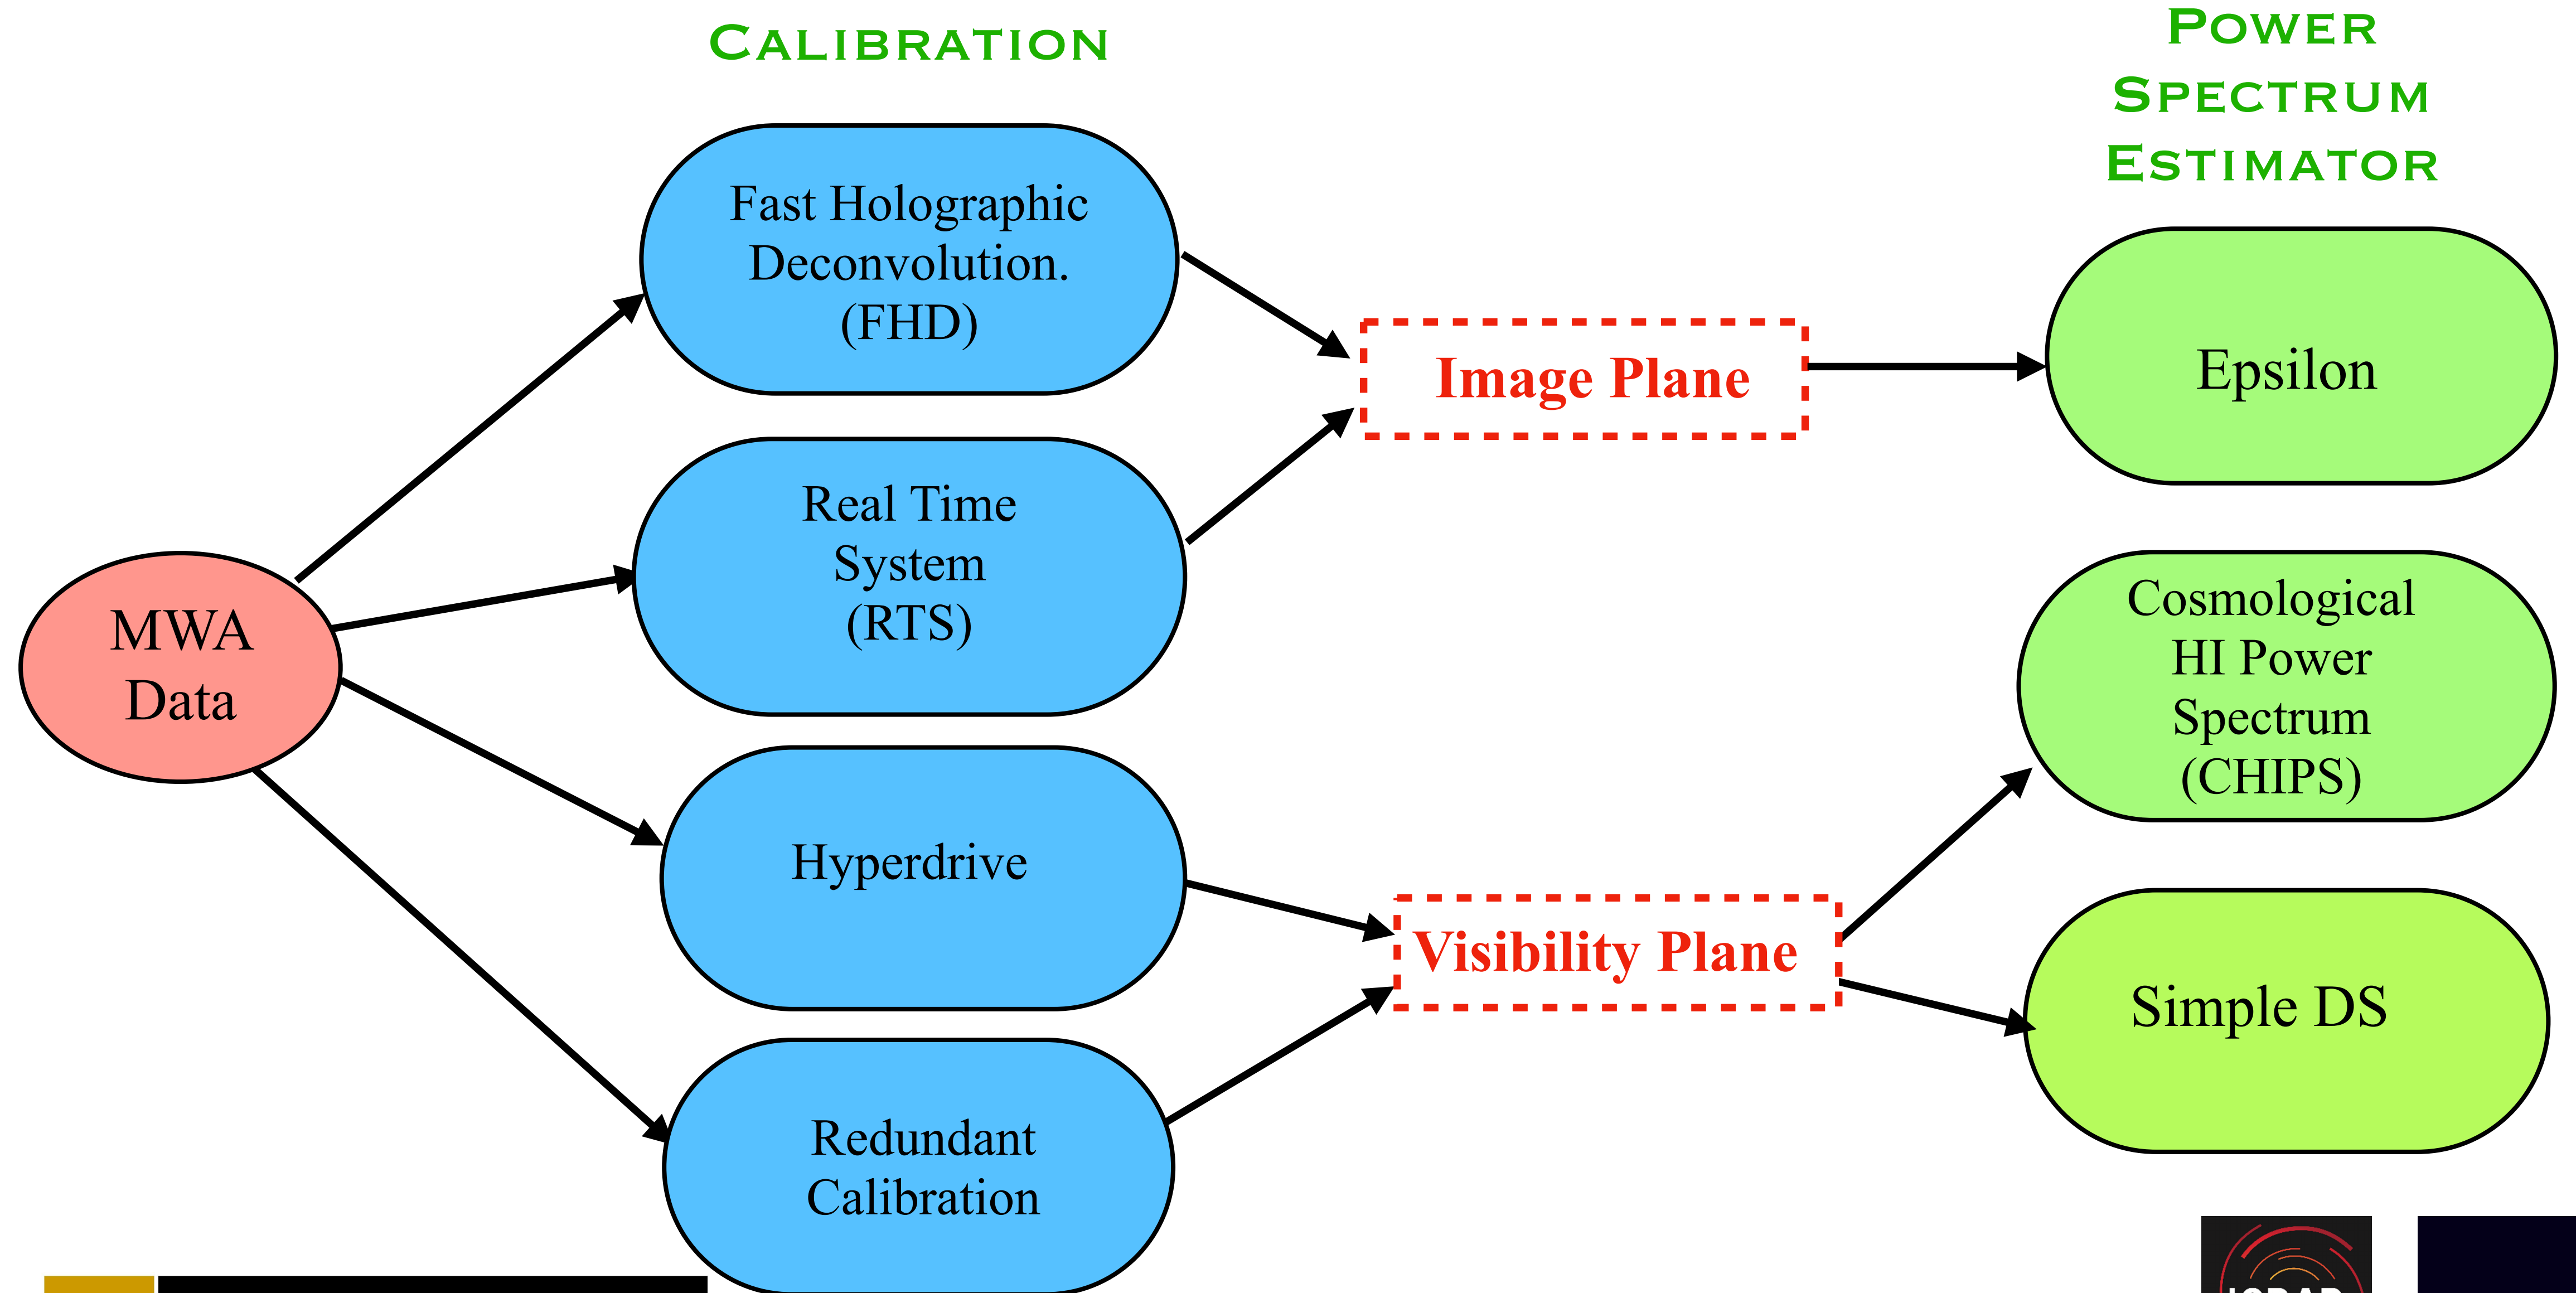 CALIBRATION
POWER
SPECTRUM
ESTIMATOR
Fast Holographic
Deconvolution.
(FHD)
Image Plane
Epsilon
Real Time
System
(RTS)
MWA
Data
Cosmological
HI Power
Spectrum
(CHIPS)
Hyperdrive
Visibility Plane
Simple DS
Redundant
Calibration